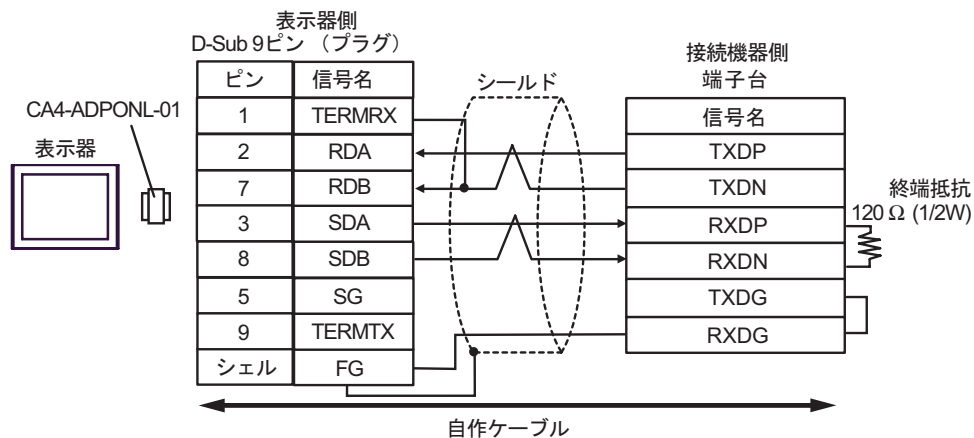 表示器側
D-Sub 9ピン （プラグ）
接続機器側
端子台
シールド
CA4-ADPONL-01
表示器
ピン 信号名
1 TERMRX
2 RDA
7 RDB
3 SDA
8 SDB
5 SG
9 TERMTX
シェル FG
信号名
TXDP
TXDN
RXDP
RXDN
TXDG
RXDG
終端抵抗
120 Ω (1/2W)
自作ケーブル